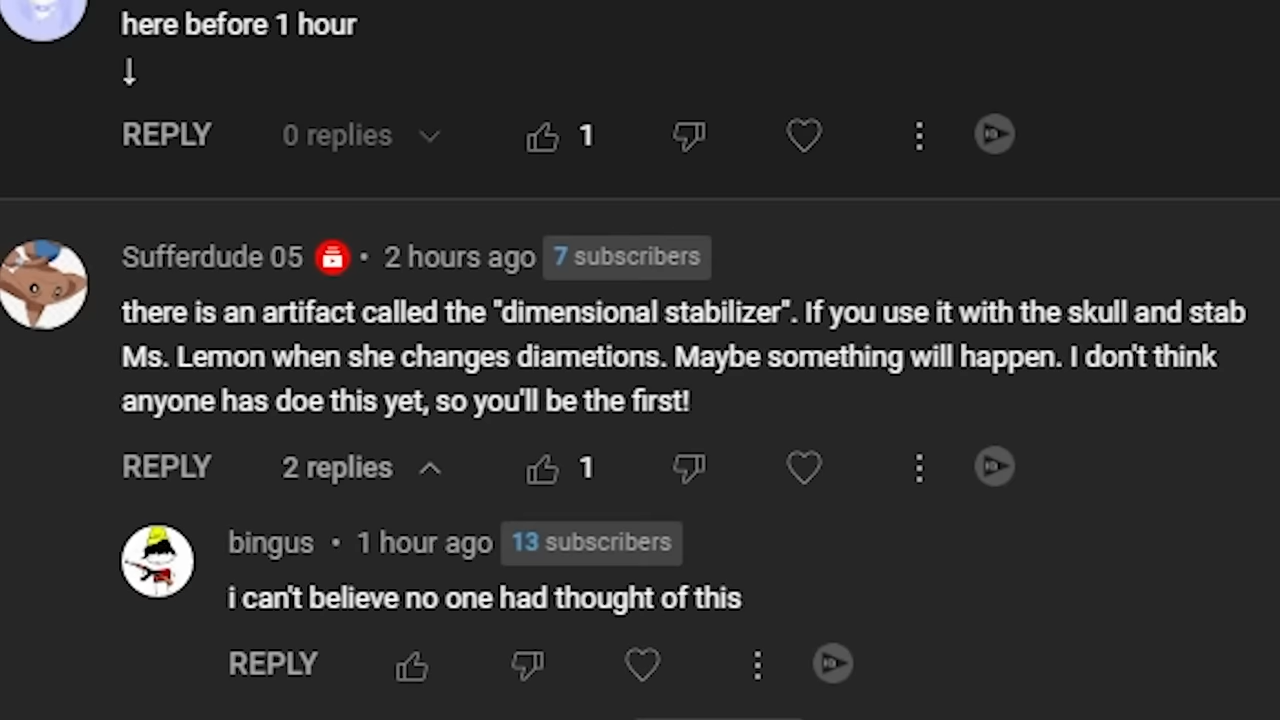 here before 1 hour
↓
REPLY 0 replies 1
Sufferdude 05 • 2 hours ago 7 subscribers
there is an artifact called the "dimensional stabilizer". If you use it with the skull and stab
Ms. Lemon when she changes diametions. Maybe something will happen. I don't think
anyone has doe this yet, so you'll be the first!
REPLY 2 replies 1
bingus • 1 hour ago 13 subscribers
i can't believe no one had thought of this
REPLY